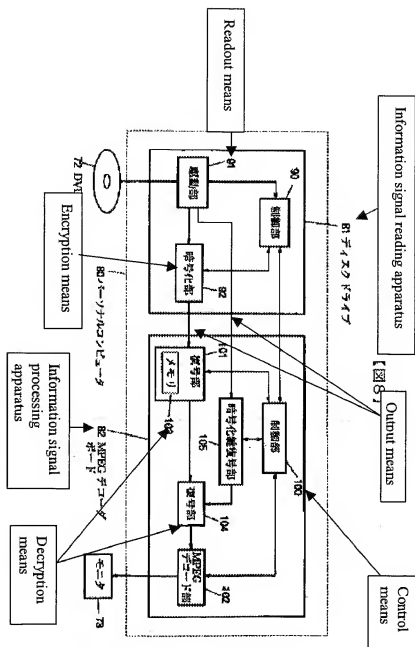 Information signal reading apparatus
Output means
Control means
【図8】
81 ディスクドライブ
Readout means
90
制御部
制御部
100
91
駆動部
暗号化部
92
暗号化鍵復号部
105
101
復号部
メモリ
103
復号部
104
MPEG
デコード部
102
72
80 パーソナルコンピュータ
82 MPEG デコーダ
ボード
モニタ
73
Encryption means
Information signal processing apparatus
Decryption means